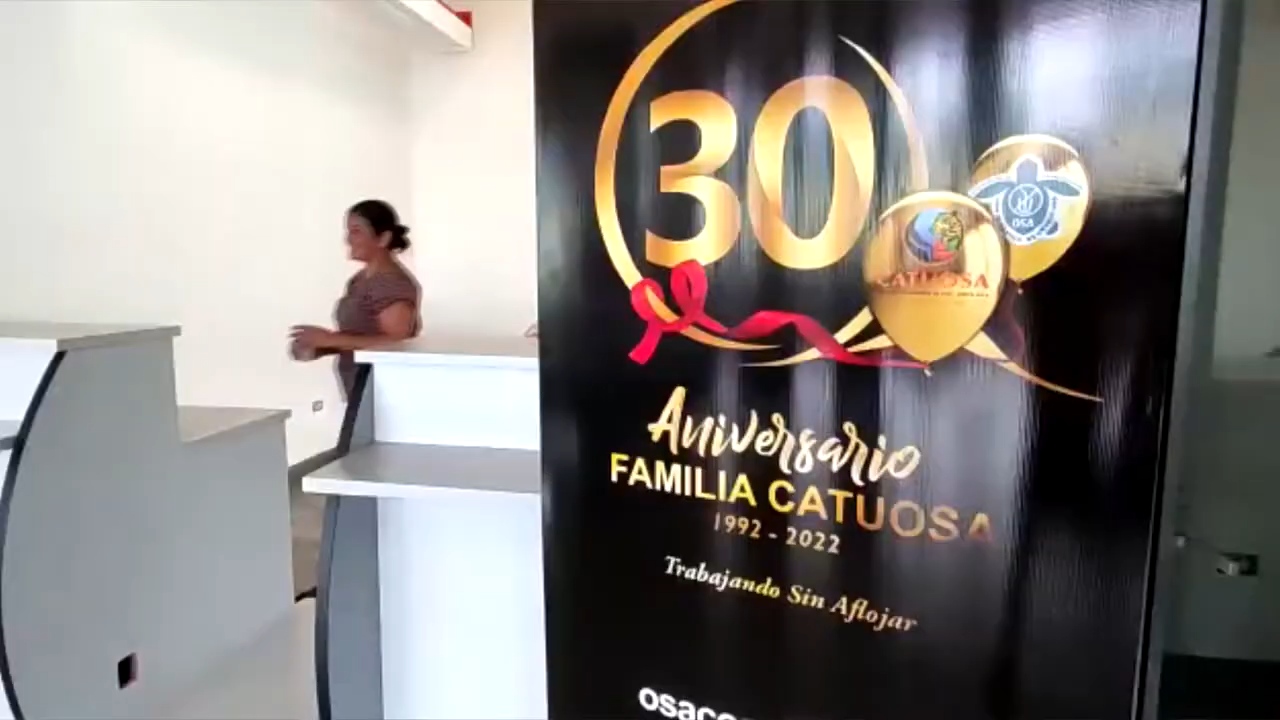 30
CATUOSA
OSA
Aniversario
FAMILIA CATUOSA
1992 - 2022
Trabajando Sin Aflojar